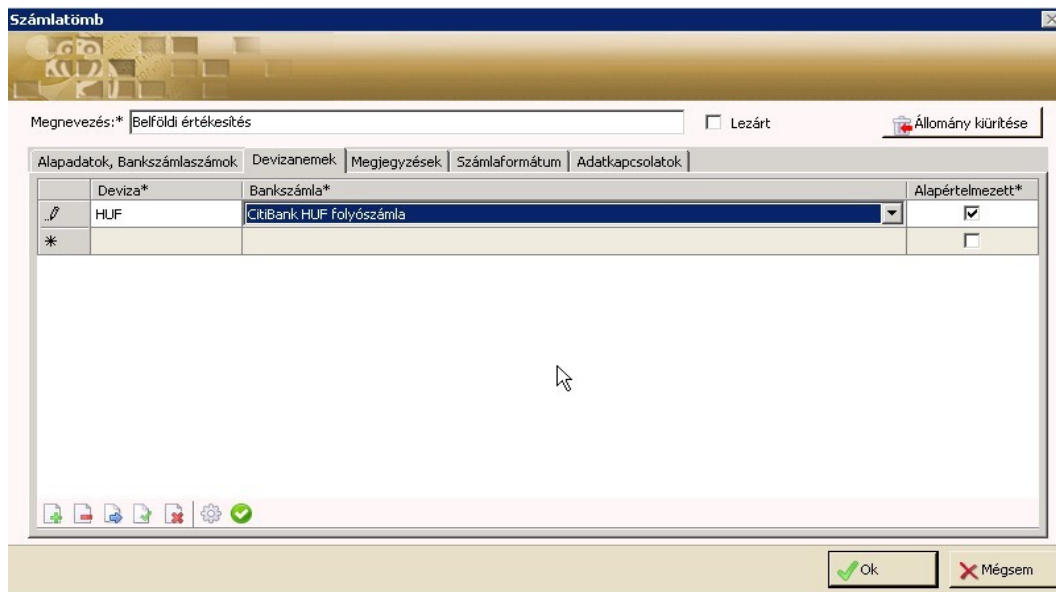 Számlatömb
Megnevezés:* Belföldi értékesítés Lezárt Állomány kiürítése
Alapadatok, Bankszámlaszámok Devizanemek Megjegyzések Számlaformátum Adatkapcsolatok
Deviza* Bankszámla* Alapértelmezett*
HUF CitiBank HUF folyószámla
Ok Mégsem